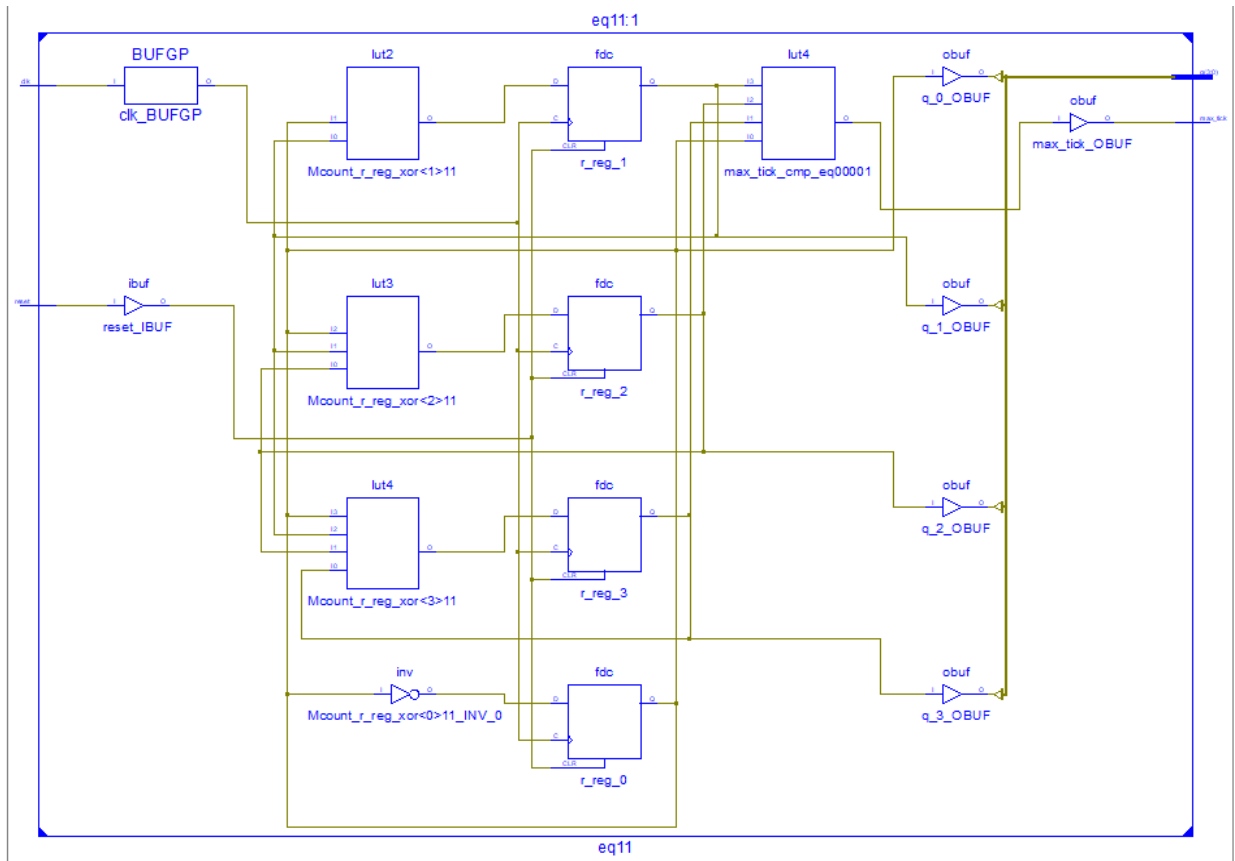 eq11:1
BUFGP
I
O
clk_BUFGP
clk
lut2
I1
I0
O
Mcount_r_reg_xor<1>11
fdc
D
C
CLR
Q
r_reg_1
lut4
I3
I2
I1
I0
O
max_tick_cmp_eq00001
obuf
I
O
q_0_OBUF
q(3:0)
obuf
I
O
max_tick_OBUF
max_tick
reset
ibuf
I
O
reset_IBUF
lut3
I2
I1
I0
O
Mcount_r_reg_xor<2>11
fdc
D
C
CLR
Q
r_reg_2
obuf
I
O
q_1_OBUF
lut4
I3
I2
I1
I0
O
Mcount_r_reg_xor<3>11
fdc
D
C
CLR
Q
r_reg_3
obuf
I
O
q_2_OBUF
inv
I
O
Mcount_r_reg_xor<0>11_INV_0
fdc
D
C
CLR
Q
r_reg_0
obuf
I
O
q_3_OBUF
eq11